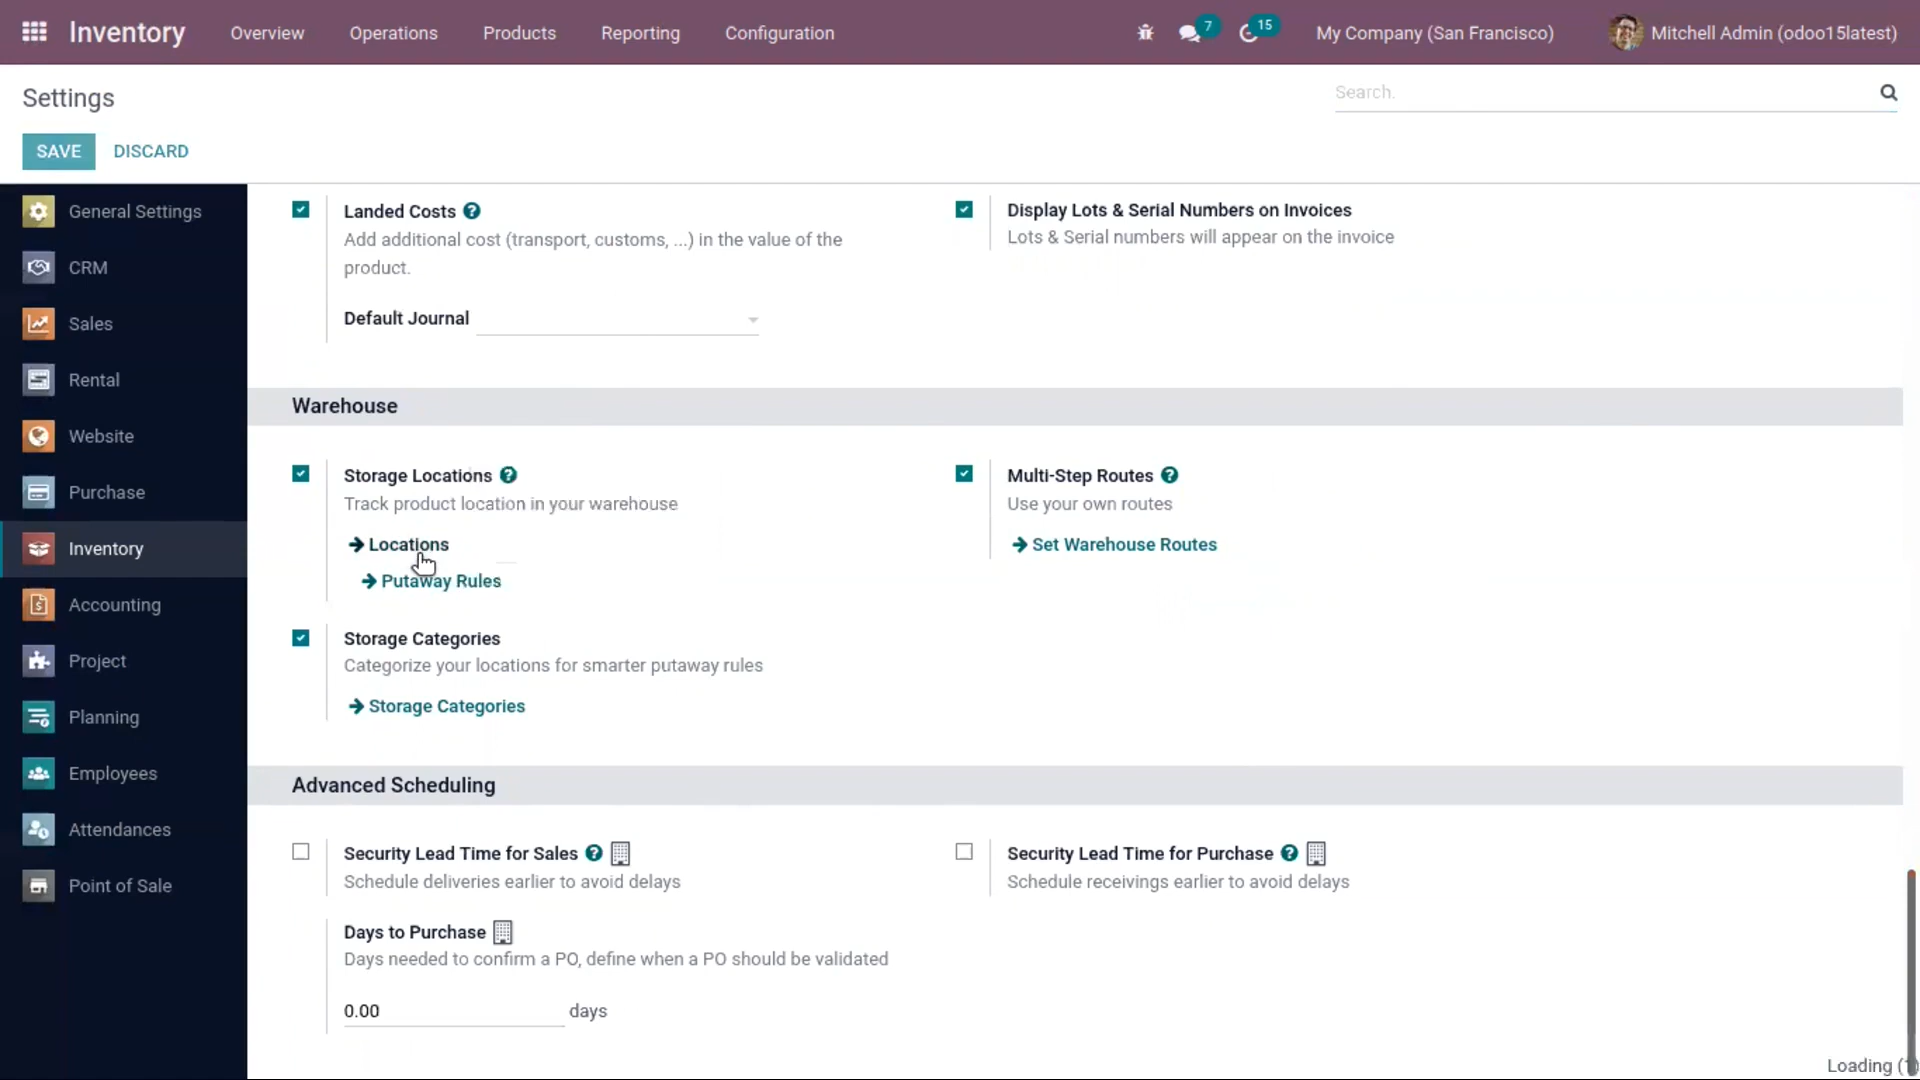 Inventory
Overview
Operations
Products
Reporting
Configuration
7
15
My Company (San Francisco)
Mitchell Admin (odoo15latest)
Settings
Search.
SAVE
DISCARD
General Settings
CRM
Sales
Rental
Website
Purchase
Inventory
Accounting
Project
Planning
Employees
Attendances
Point of Sale
Landed Costs
Add additional cost (transport, customs, ...) in the value of the
product.
Default Journal
Display Lots & Serial Numbers on Invoices
Lots & Serial numbers will appear on the invoice
Warehouse
Storage Locations
Track product location in your warehouse
Locations
Putaway Rules
Multi-Step Routes
Use your own routes
Set Warehouse Routes
Storage Categories
Categorize your locations for smarter putaway rules
Storage Categories
Advanced Scheduling
Security Lead Time for Sales
Schedule deliveries earlier to avoid delays
Security Lead Time for Purchase
Schedule receivings earlier to avoid delays
Days to Purchase
Days needed to confirm a PO, define when a PO should be validated
0.00 days
Loading